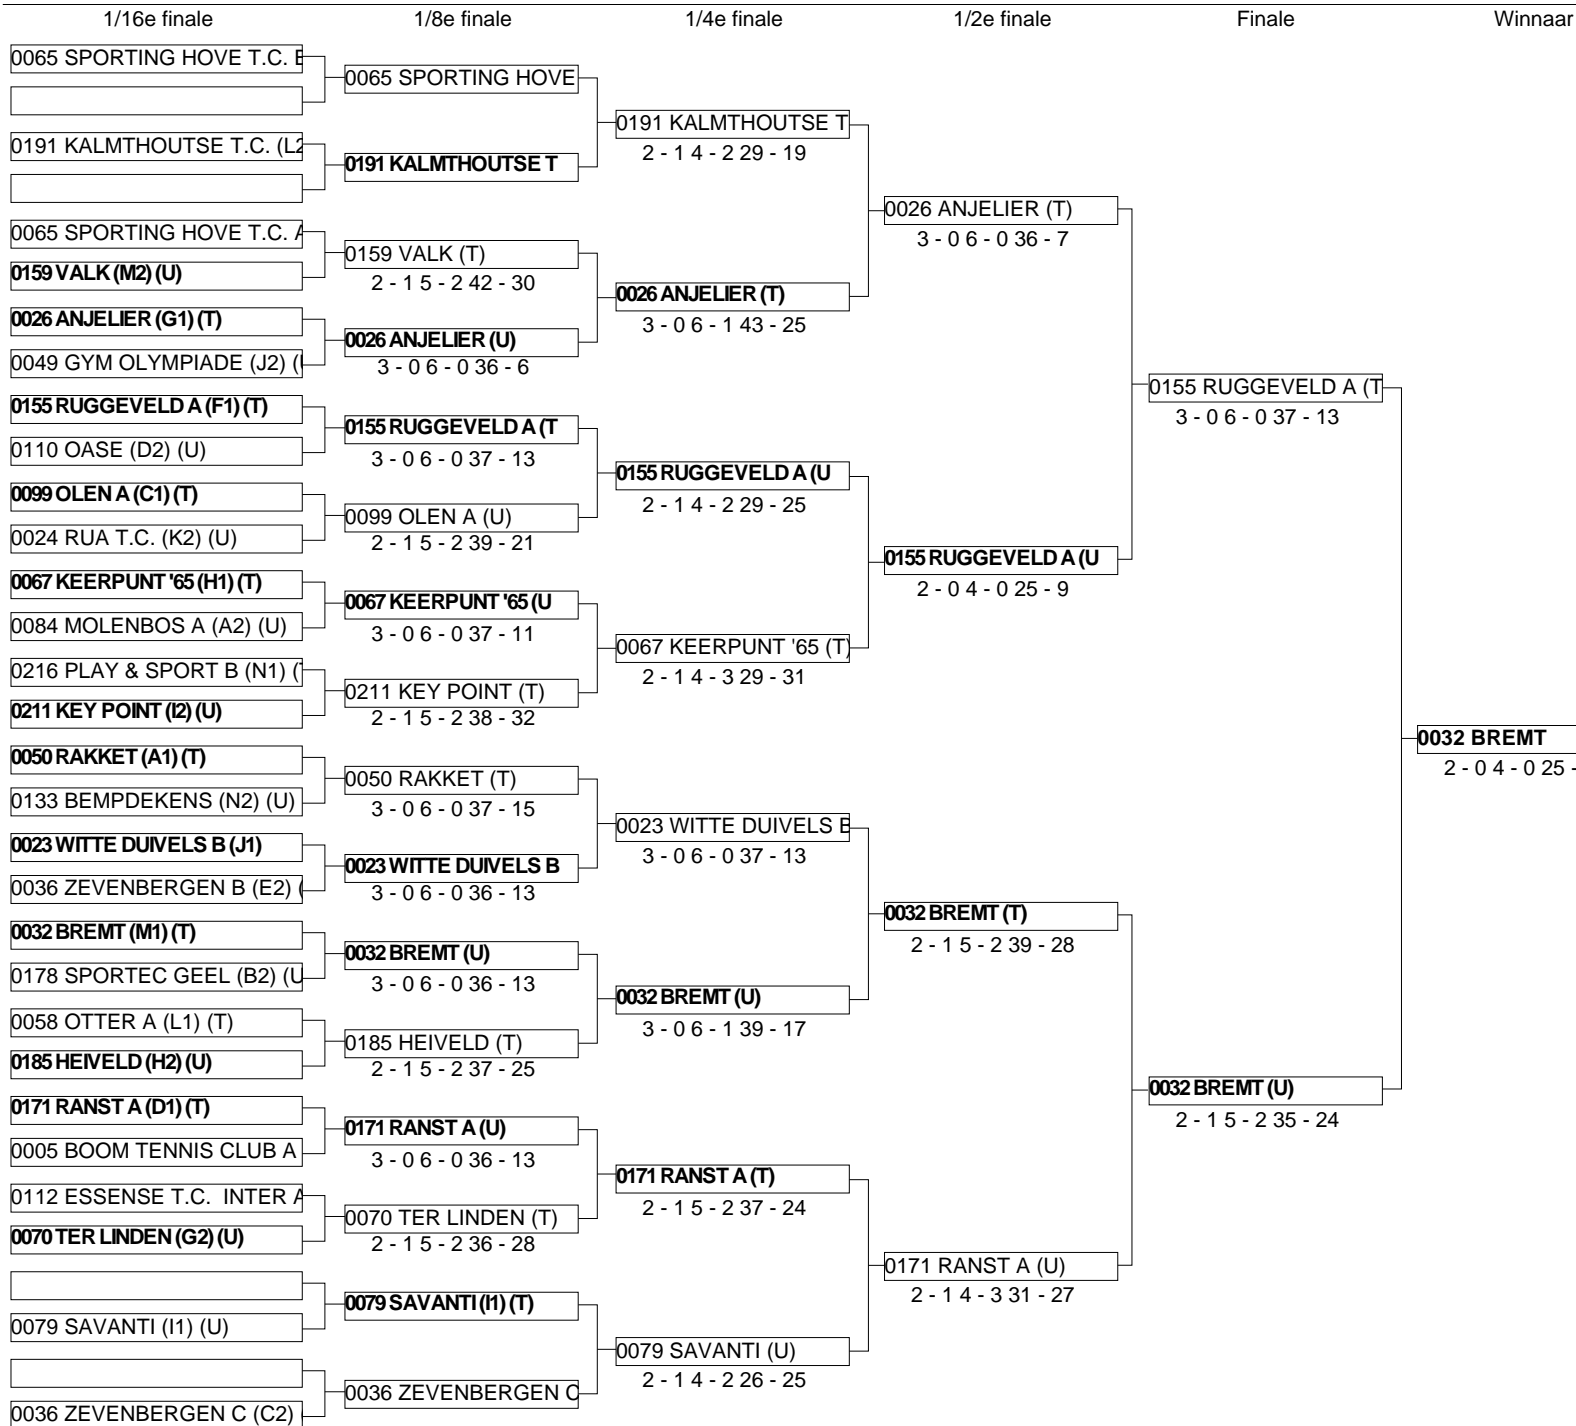 1/16e finale
1/8e finale
1/4e finale
1/2e finale
Finale
Winnaar
0065 SPORTING HOVE T.C.
0191 KALMTHOUTSE T.C. (L2
0065 SPORTING HOVE T.C. A
0159 VALK (M2) (U)
0026 ANJELIER (G1) (T)
0049 GYM OLYMPIADE (J2) (
0155 RUGGEVELD A (F1) (T)
0110 OASE (D2) (U)
0099 OLEN A (C1) (T)
0024 RUA T.C. (K2) (U)
0067 KEERPUNT '65 (H1) (T)
0084 MOLENBOS A (A2) (U)
0216 PLAY & SPORT B (N1) (
0211 KEY POINT (I2) (U)
0050 RAKKET (A1) (T)
0133 BEMPDEKENS (N2) (U)
0023 WITTE DUIVELS B (J1)
0036 ZEVENBERGEN B (E2) (
0032 BREMT (M1) (T)
0178 SPORTEC GEEL (B2) (U
0058 OTTER A (L1) (T)
0185 HEIVELD (H2) (U)
0171 RANST A (D1) (T)
0005 BOOM TENNIS CLUB A
0112 ESSENSE T.C.  INTER A
0070 TER LINDEN (G2) (U)
0079 SAVANTI (I1) (U)
0036 ZEVENBERGEN C (C2)
0065 SPORTING HOVE
0191 KALMTHOUTSE T
0159 VALK (T)
2 - 1 5 - 2 42 - 30
0026 ANJELIER (U)
3 - 0 6 - 0 36 - 6
0155 RUGGEVELD A (T
3 - 0 6 - 0 37 - 13
0099 OLEN A (U)
2 - 1 5 - 2 39 - 21
0067 KEERPUNT '65 (U
3 - 0 6 - 0 37 - 11
0211 KEY POINT (T)
2 - 1 5 - 2 38 - 32
0050 RAKKET (T)
3 - 0 6 - 0 37 - 15
0023 WITTE DUIVELS B
3 - 0 6 - 0 36 - 13
0032 BREMT (U)
3 - 0 6 - 0 36 - 13
0185 HEIVELD (T)
2 - 1 5 - 2 37 - 25
0171 RANST A (U)
3 - 0 6 - 0 36 - 13
0070 TER LINDEN (T)
2 - 1 5 - 2 36 - 28
0079 SAVANTI (I1) (T)
0036 ZEVENBERGEN C
0191 KALMTHOUTSE T
2 - 1 4 - 2 29 - 19
0026 ANJELIER (T)
3 - 0 6 - 1 43 - 25
0155 RUGGEVELD A (U
2 - 1 4 - 2 29 - 25
0067 KEERPUNT '65 (T)
2 - 1 4 - 3 29 - 31
0023 WITTE DUIVELS B
3 - 0 6 - 0 37 - 13
0032 BREMT (U)
3 - 0 6 - 1 39 - 17
0171 RANST A (T)
2 - 1 5 - 2 37 - 24
0079 SAVANTI (U)
2 - 1 4 - 2 26 - 25
0026 ANJELIER (T)
3 - 0 6 - 0 36 - 7
0155 RUGGEVELD A (U
2 - 0 4 - 0 25 - 9
0032 BREMT (T)
2 - 1 5 - 2 39 - 28
0171 RANST A (U)
2 - 1 4 - 3 31 - 27
0155 RUGGEVELD A (T
3 - 0 6 - 0 37 - 13
0032 BREMT (U)
2 - 1 5 - 2 35 - 24
0032 BREMT
2 - 0 4 - 0 25 -